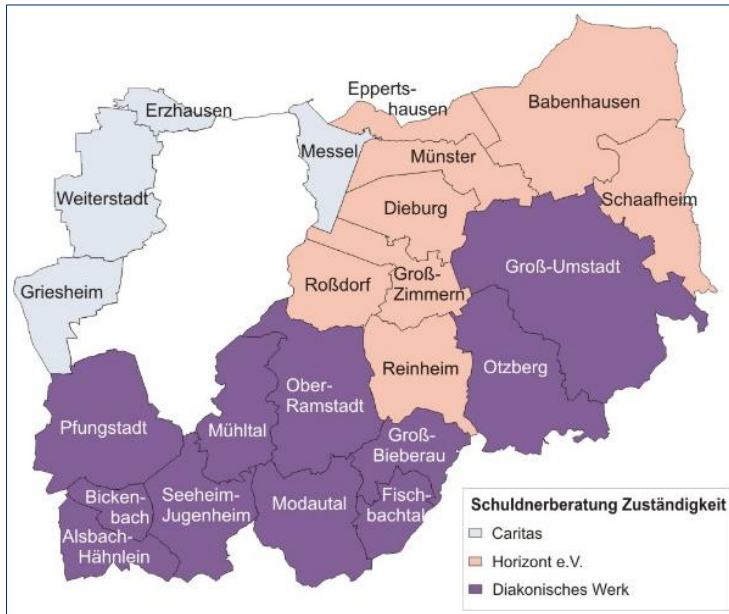 Erzhausen
Epperts-
hausen
Babenhausen
Messel
Münster
Weiterstadt
Dieburg
Schaafheim
Griesheim
Roßdorf
Groß-
Zimmern
Groß-Umstadt
Reinheim
Otzberg
Pfungstadt
Mühltal
Ober-
Ramstadt
Groß-
Bieberau
Bicken-
bach
Alsbach-
Hähnlein
Seeheim-
Jugenheim
Modautal
Fisch-
bachtal
Schuldnerberatung Zuständigkeit
Caritas
Horizont e.V.
Diakonisches Werk